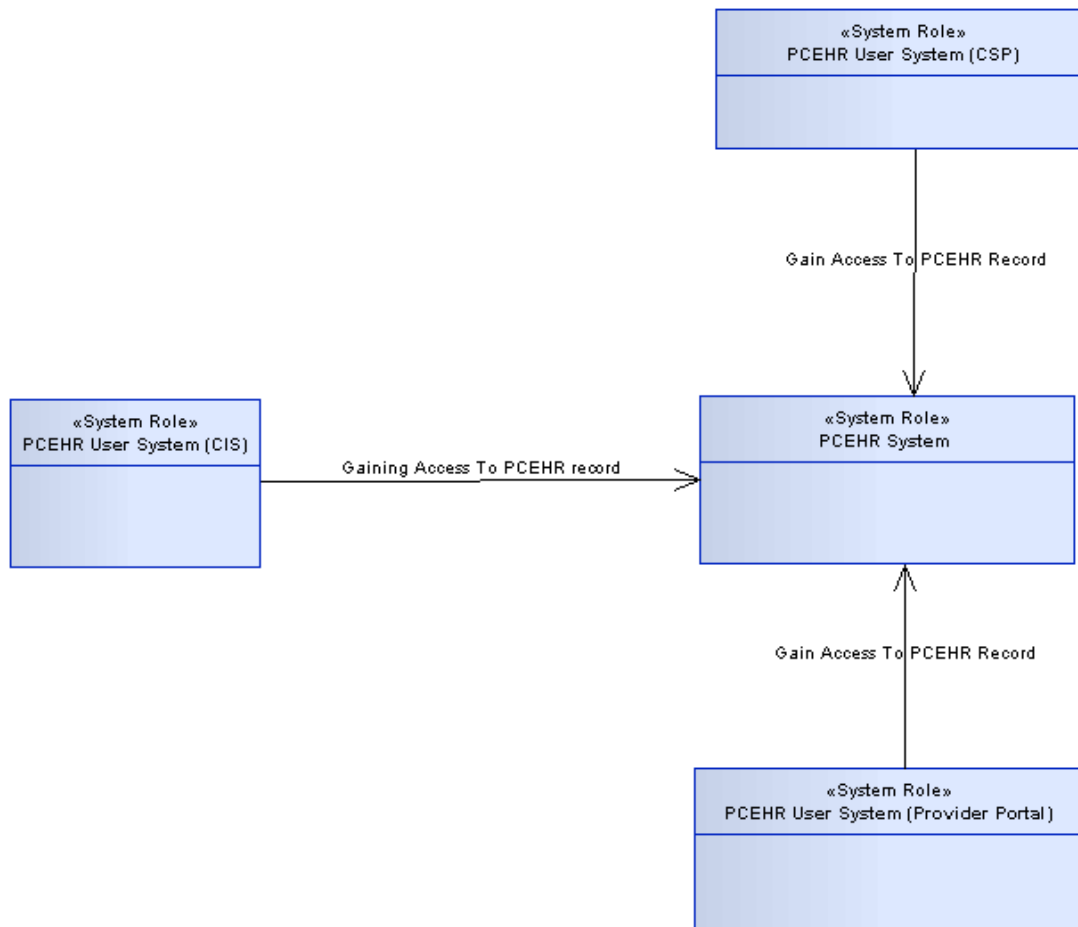 «System Role»
PCEHR User System (CSP)
Gain Access To PCEHR Record
«System Role»
PCEHR User System (CIS)
Gaining Access To PCEHR record
«System Role»
PCEHR System
Gain Access To PCEHR Record
«System Role»
PCEHR User System (Provider Portal)